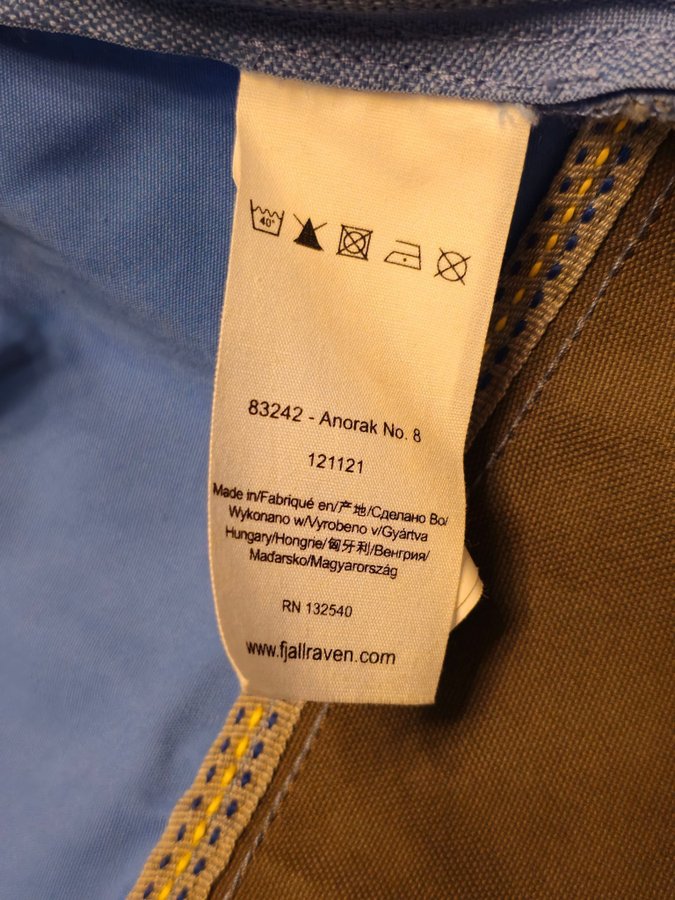 40°
83242 - Anorak No. 8
121121
Made in/Fabriqué en/产地/Сделано Во/
Wykonano w/Vyrobeno v/Gyártva
Hungary/Hongrie/匈牙利/Венгрия/
Maďarsko/Magyarország
RN 132540
www.fjallraven.com